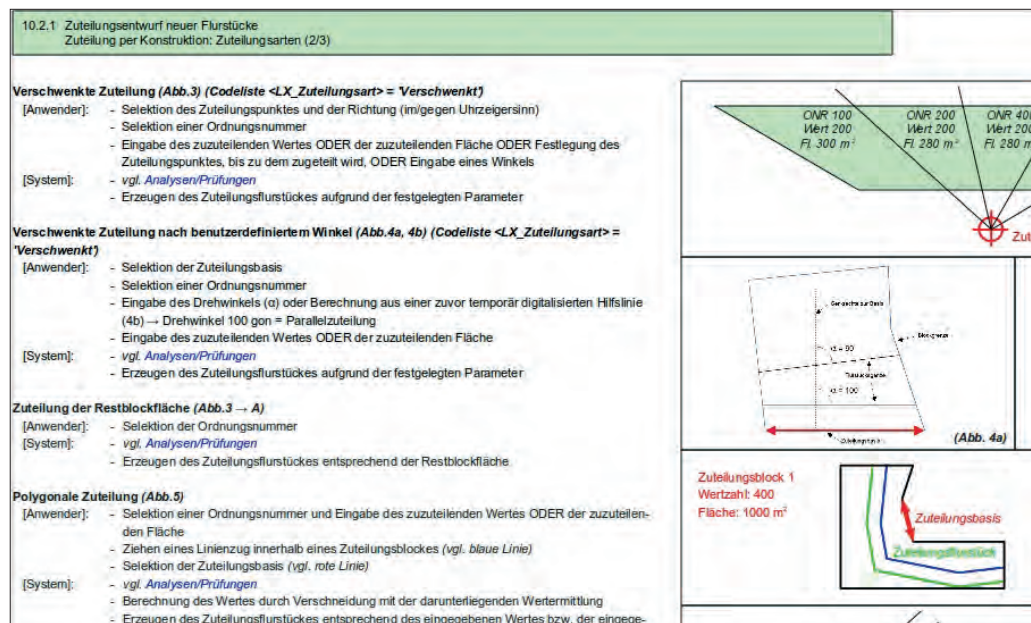 10.2.1 Zuteilungsentwurf neuer Flurstücke
Zuteilung per Konstruktion: Zuteilungsarten (2/3)
Verschwenkte Zuteilung (Abb.3) (Codeliste <LX_Zuteilungsart> = 'Verschwenkt')
[Anwender]: - Selektion des Zuteilungspunktes und der Richtung (im/gegen Uhrzeigersinn)
- Selektion einer Ordnungsnummer
- Eingabe des zuzuteilenden Wertes ODER der zuzuteilenden Fläche ODER Festlegung des
Zuteilungspunktes, bis zu dem zugeteilt wird, ODER Eingabe eines Winkels
[System]: - vgl. Analysen/Prüfungen
- Erzeugen des Zuteilungsflurstückes aufgrund der festgelegten Parameter
Verschwenkte Zuteilung nach benutzerdefiniertem Winkel (Abb.4a, 4b) (Codeliste <LX_Zuteilungsart> =
'Verschwenkt')
[Anwender]: - Selektion der Zuteilungsbasis
- Selektion einer Ordnungsnummer
- Eingabe des Drehwinkels (α) oder Berechnung aus einer zuvor temporär digitalisierten Hilfslinie
(4b) → Drehwinkel 100 gon = Parallelzuteilung
- Eingabe des zuzuteilenden Wertes ODER der zuzuteilenden Fläche
[System]: - vgl. Analysen/Prüfungen
- Erzeugen des Zuteilungsflurstückes aufgrund der festgelegten Parameter
Zuteilung der Restblockfläche (Abb.3 → A)
[Anwender]: - Selektion der Ordnungsnummer
[System]: - vgl. Analysen/Prüfungen
- Erzeugen des Zuteilungsflurstückes entsprechend der Restblockfläche
Polygonale Zuteilung (Abb.5)
[Anwender]: - Selektion einer Ordnungsnummer und Eingabe des zuzuteilenden Wertes ODER der zuzuteilen-
den Fläche
- Ziehen eines Linienzug innerhalb eines Zuteilungsblockes (vgl. blaue Linie)
- Selektion der Zuteilungsbasis (vgl. rote Linie)
[System]: - vgl. Analysen/Prüfungen
- Berechnung des Wertes durch Verschneidung mit der darunterliegenden Wertermittlung
- Erzeugen des Zuteilungsflurstückes entsprechend des eingegebenen Wertes bzw. der eingege-
ONR 100 ONR 200 ONR 400
Wert 200 Wert 200 Wert 200
Fl. 300 m² Fl. 280 m² Fl. 280 m
Zut
Blockgrenze
α = 100
(Abb. 4a)
Zuteilungsblock 1
Wertzahl: 400
Fläche: 1000 m²
Zuteilungsbasis
Zuteilungsflurstück